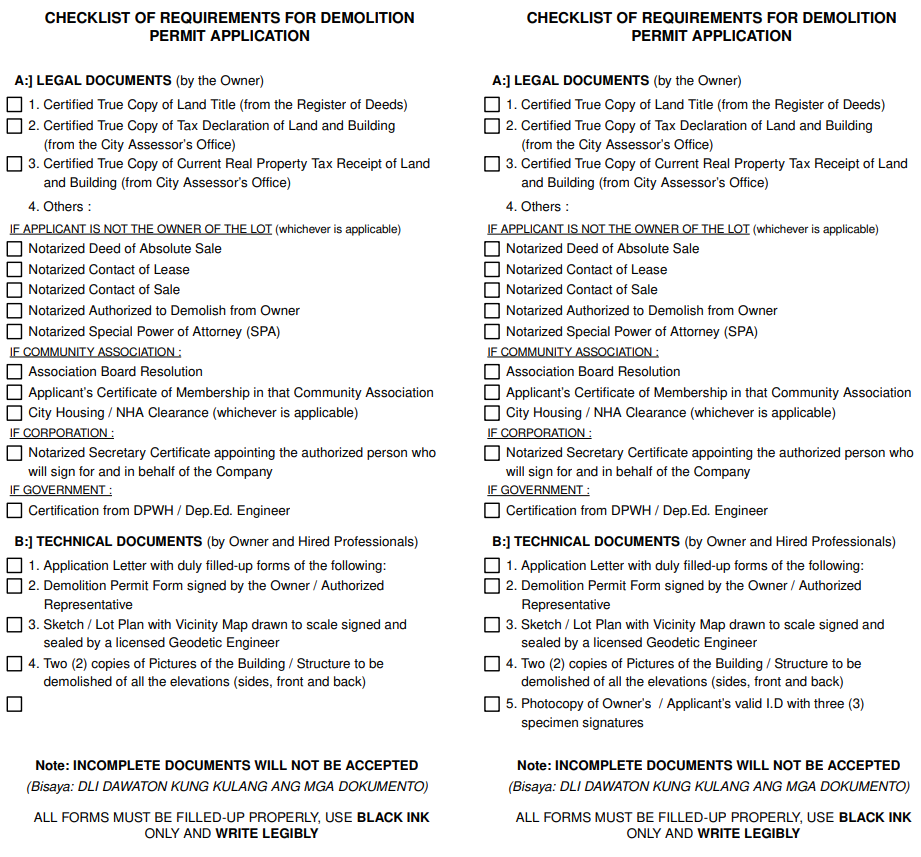 CHECKLIST OF REQUIREMENTS FOR DEMOLITION
PERMIT APPLICATION
A:] LEGAL DOCUMENTS (by the Owner)
1. Certified True Copy of Land Title (from the Register of Deeds)
2. Certified True Copy of Tax Declaration of Land and Building
(from the City Assessor's Office)
3. Certified True Copy of Current Real Property Tax Receipt of Land
and Building (from City Assessor's Office)
4. Others :
IF APPLICANT IS NOT THE OWNER OF THE LOT (whichever is applicable)
Notarized Deed of Absolute Sale
Notarized Contact of Lease
Notarized Contact of Sale
Notarized Authorized to Demolish from Owner
Notarized Special Power of Attorney (SPA)
IF COMMUNITY ASSOCIATION :
Association Board Resolution
Applicant's Certificate of Membership in that Community Association
City Housing / NHA Clearance (whichever is applicable)
IF CORPORATION :
Notarized Secretary Certificate appointing the authorized person who
will sign for and in behalf of the Company
IF GOVERNMENT :
Certification from DPWH / Dep.Ed. Engineer
B:] TECHNICAL DOCUMENTS (by Owner and Hired Professionals)
1. Application Letter with duly filled-up forms of the following:
2. Demolition Permit Form signed by the Owner / Authorized
Representative
3. Sketch / Lot Plan with Vicinity Map drawn to scale signed and
sealed by a licensed Geodetic Engineer
4. Two (2) copies of Pictures of the Building / Structure to be
demolished of all the elevations (sides, front and back)
Note: INCOMPLETE DOCUMENTS WILL NOT BE ACCEPTED
(Bisaya: DLI DAWATON KUNG KULANG ANG MGA DOKUMENTO)
ALL FORMS MUST BE FILLED-UP PROPERLY, USE BLACK INK
ONLY AND WRITE LEGIBLY
CHECKLIST OF REQUIREMENTS FOR DEMOLITION
PERMIT APPLICATION
A:] LEGAL DOCUMENTS (by the Owner)
1. Certified True Copy of Land Title (from the Register of Deeds)
2. Certified True Copy of Tax Declaration of Land and Building
(from the City Assessor's Office)
3. Certified True Copy of Current Real Property Tax Receipt of Land
and Building (from City Assessor's Office)
4. Others :
IF APPLICANT IS NOT THE OWNER OF THE LOT (whichever is applicable)
Notarized Deed of Absolute Sale
Notarized Contact of Lease
Notarized Contact of Sale
Notarized Authorized to Demolish from Owner
Notarized Special Power of Attorney (SPA)
IF COMMUNITY ASSOCIATION :
Association Board Resolution
Applicant's Certificate of Membership in that Community Association
City Housing / NHA Clearance (whichever is applicable)
IF CORPORATION :
Notarized Secretary Certificate appointing the authorized person who
will sign for and in behalf of the Company
IF GOVERNMENT :
Certification from DPWH / Dep.Ed. Engineer
B:] TECHNICAL DOCUMENTS (by Owner and Hired Professionals)
1. Application Letter with duly filled-up forms of the following:
2. Demolition Permit Form signed by the Owner / Authorized
Representative
3. Sketch / Lot Plan with Vicinity Map drawn to scale signed and
sealed by a licensed Geodetic Engineer
4. Two (2) copies of Pictures of the Building / Structure to be
demolished of all the elevations (sides, front and back)
5. Photocopy of Owner's / Applicant's valid I.D with three (3)
specimen signatures
Note: INCOMPLETE DOCUMENTS WILL NOT BE ACCEPTED
(Bisaya: DLI DAWATON KUNG KULANG ANG MGA DOKUMENTO)
ALL FORMS MUST BE FILLED-UP PROPERLY, USE BLACK INK
ONLY AND WRITE LEGIBLY